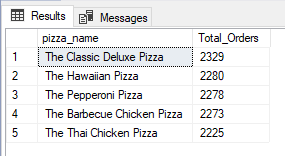 Results Messages
pizza_name Total_Orders
1 The Classic Deluxe Pizza 2329
2 The Hawaiian Pizza 2280
3 The Pepperoni Pizza 2278
4 The Barbecue Chicken Pizza 2273
5 The Thai Chicken Pizza 2225